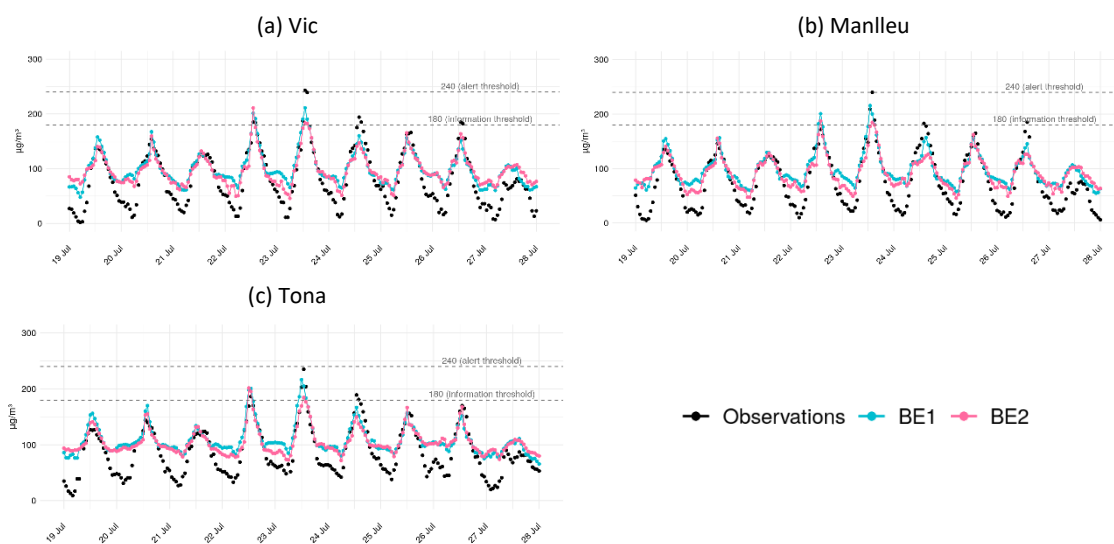 (a) Vic
300
240 (alert threshold)
200
180 (information threshold)
µg/m³
100
0
19 Jul
20 Jul
21 Jul
22 Jul
23 Jul
24 Jul
25 Jul
26 Jul
27 Jul
28 Jul
(b) Manlleu
300
240 (alert threshold)
200
180 (information threshold)
µg/m³
100
0
19 Jul
20 Jul
21 Jul
22 Jul
23 Jul
24 Jul
25 Jul
26 Jul
27 Jul
28 Jul
(c) Tona
300
240 (alert threshold)
200
180 (information threshold)
µg/m³
100
0
19 Jul
20 Jul
21 Jul
22 Jul
23 Jul
24 Jul
25 Jul
26 Jul
27 Jul
28 Jul
Observations BE1 BE2